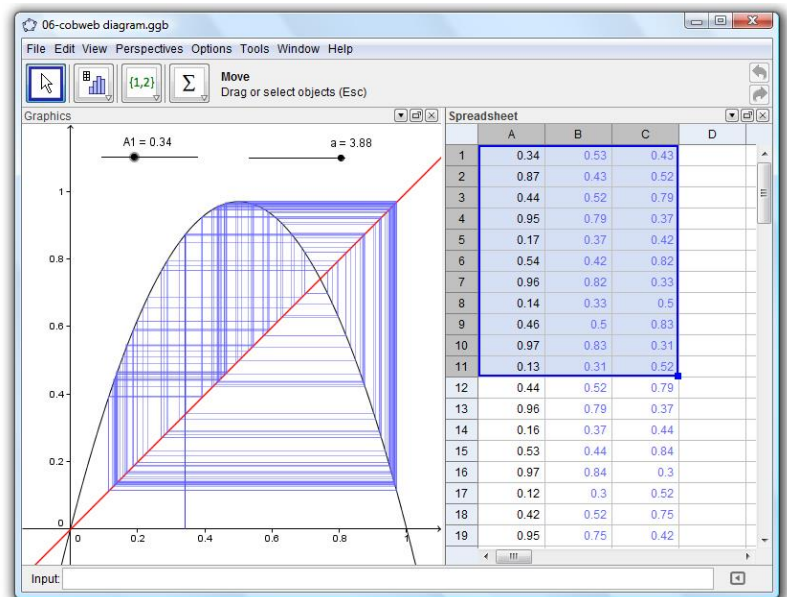 06-cobweb diagram.ggb
File Edit View Perspectives Options Tools Window Help
{1,2}
Σ
Move
Drag or select objects (Esc)
Graphics
Spreadsheet
A1 = 0.34
a = 3.88
1
0.8
0.6
0.4
0.2
0
0 0.2 0.4 0.6 0.8 1
A B C D
1 0.34 0.53 0.43
2 0.87 0.43 0.52
3 0.44 0.52 0.79
4 0.95 0.79 0.37
5 0.17 0.37 0.42
6 0.54 0.42 0.82
7 0.96 0.82 0.33
8 0.14 0.33 0.5
9 0.46 0.5 0.83
10 0.97 0.83 0.31
11 0.13 0.31 0.52
12 0.44 0.52 0.79
13 0.96 0.79 0.37
14 0.16 0.37 0.44
15 0.53 0.44 0.84
16 0.97 0.84 0.3
17 0.12 0.3 0.52
18 0.42 0.52 0.75
19 0.95 0.75 0.42
Input: